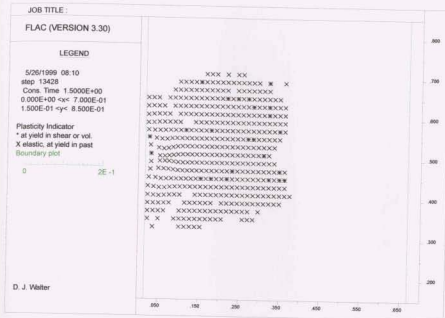 JOB TITLE :
FLAC (VERSION 3.30)
LEGEND
5/26/1999 08:10
step 13428
Cons. Time 1.5000E+00
0.000E+00 <x< 7.000E-01
1.500E-01 <y< 8.500E-01
Plasticity Indicator
* at yield in shear or vol.
X elastic, at yield in past
Boundary plot
0 2E -1
D. J. Walter
.800
.700
.600
.500
.400
.300
.200
.050 .150 .250 .350 .450 .550 .650